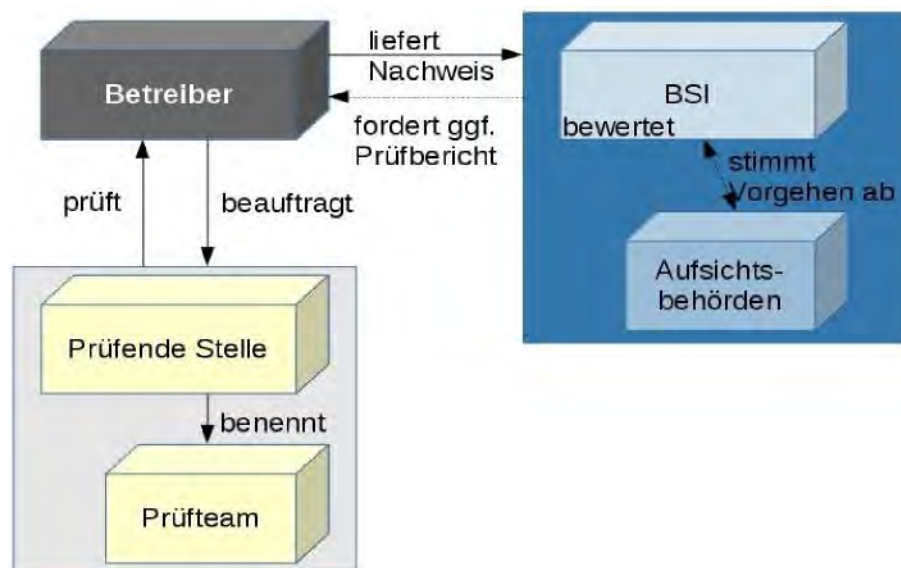 liefert
Nachweis
Betreiber
BSI
bewertet
fordert ggf.
Prüfbericht
stimmt
Vorgehen ab
prüft
beauftragt
Aufsichts-
behörden
Prüfende Stelle
benennt
Prüfteam